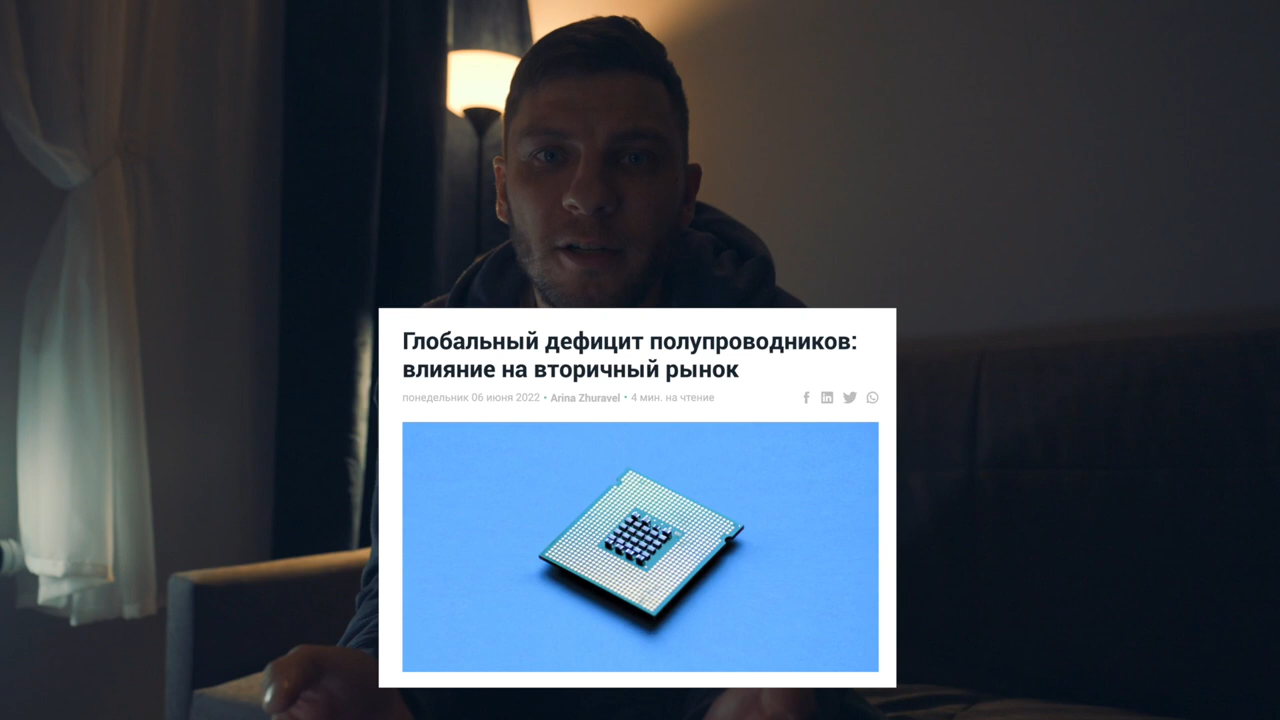 Глобальный дефицит полупроводников:
влияние на вторичный рынок
понедельник 06 июня 2022 • Arina Zhuravel • 4 мин. на чтение